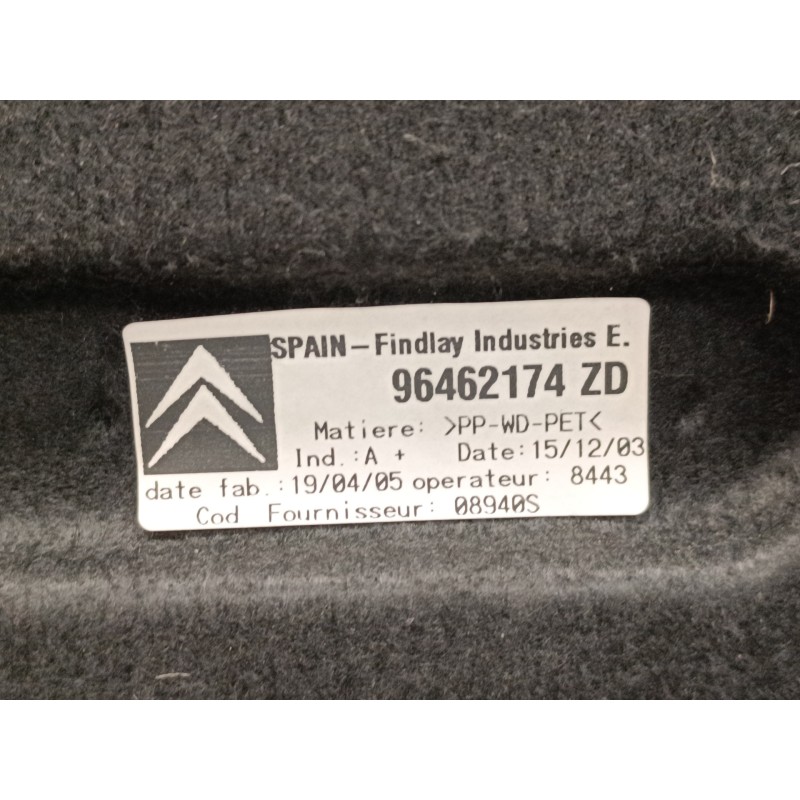 SPAIN-Findlay Industries E.
96462174 ZD
Matiere: >PP-WD-PET<
Ind.:A + Date:15/12/03
date fab.:19/04/05 operateur: 8443
Cod Fournisseur: 08940S